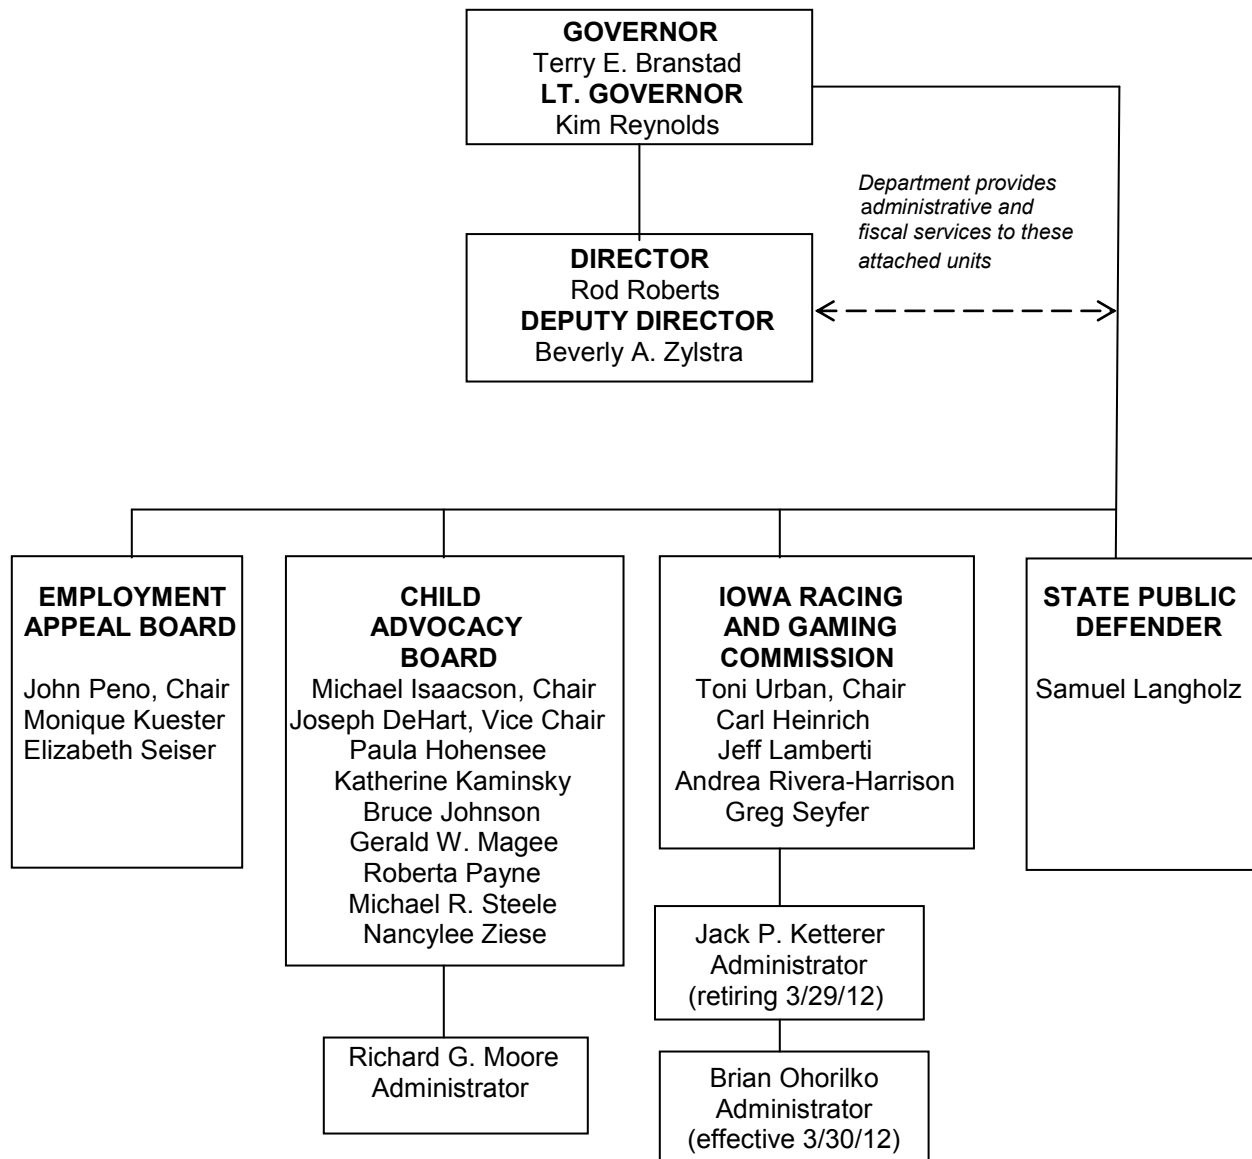 GOVERNOR
Terry E. Branstad
LT. GOVERNOR
Kim Reynolds
Department provides
administrative and
fiscal services to these
attached units
DIRECTOR
Rod Roberts
DEPUTY DIRECTOR
Beverly A. Zylstra
EMPLOYMENT
APPEAL BOARD
John Peno, Chair
Monique Kuester
Elizabeth Seiser
CHILD
ADVOCACY
BOARD
Michael Isaacson, Chair
Joseph DeHart, Vice Chair
Paula Hohensee
Katherine Kaminsky
Bruce Johnson
Gerald W. Magee
Roberta Payne
Michael R. Steele
Nancylee Ziese
Richard G. Moore
Administrator
IOWA RACING
AND GAMING
COMMISSION
Toni Urban, Chair
Carl Heinrich
Jeff Lamberti
Andrea Rivera-Harrison
Greg Seyfer
Jack P. Ketterer
Administrator
(retiring 3/29/12)
Brian Ohorilko
Administrator
(effective 3/30/12)
STATE PUBLIC
DEFENDER
Samuel Langholz